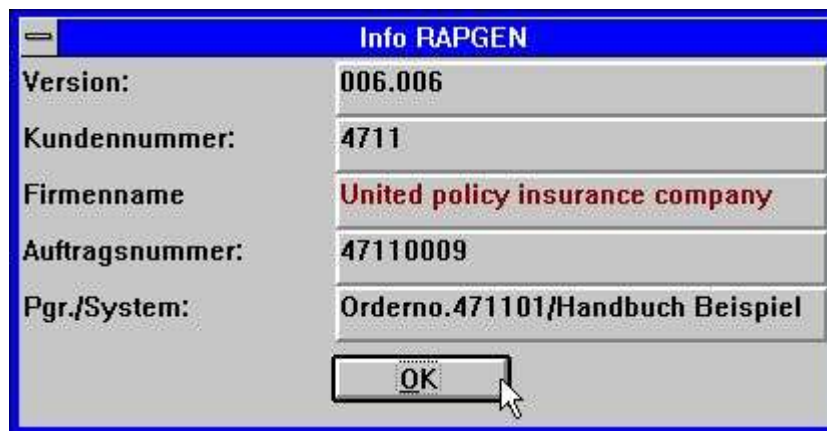 Info RAPGEN
Version: 006.006
Kundennummer: 4711
Firmenname United policy insurance company
Auftragsnummer: 47110009
Pgr./System: Orderno.471101/Handbuch Beispiel
OK